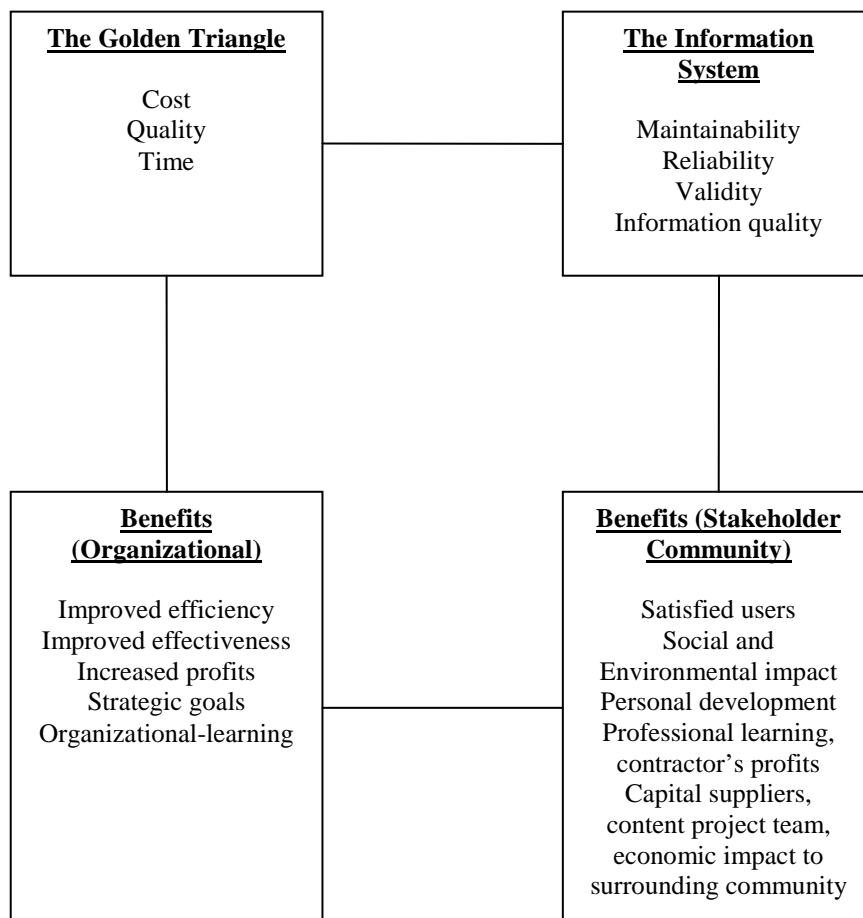 The Golden Triangle
Cost
Quality
Time
The Information
System
Maintainability
Reliability
Validity
Information quality
Benefits
(Organizational)
Improved efficiency
Improved effectiveness
Increased profits
Strategic goals
Organizational-learning
Benefits (Stakeholder
Community)
Satisfied users
Social and
Environmental impact
Personal development
Professional learning,
contractor’s profits
Capital suppliers,
content project team,
economic impact to
surrounding community